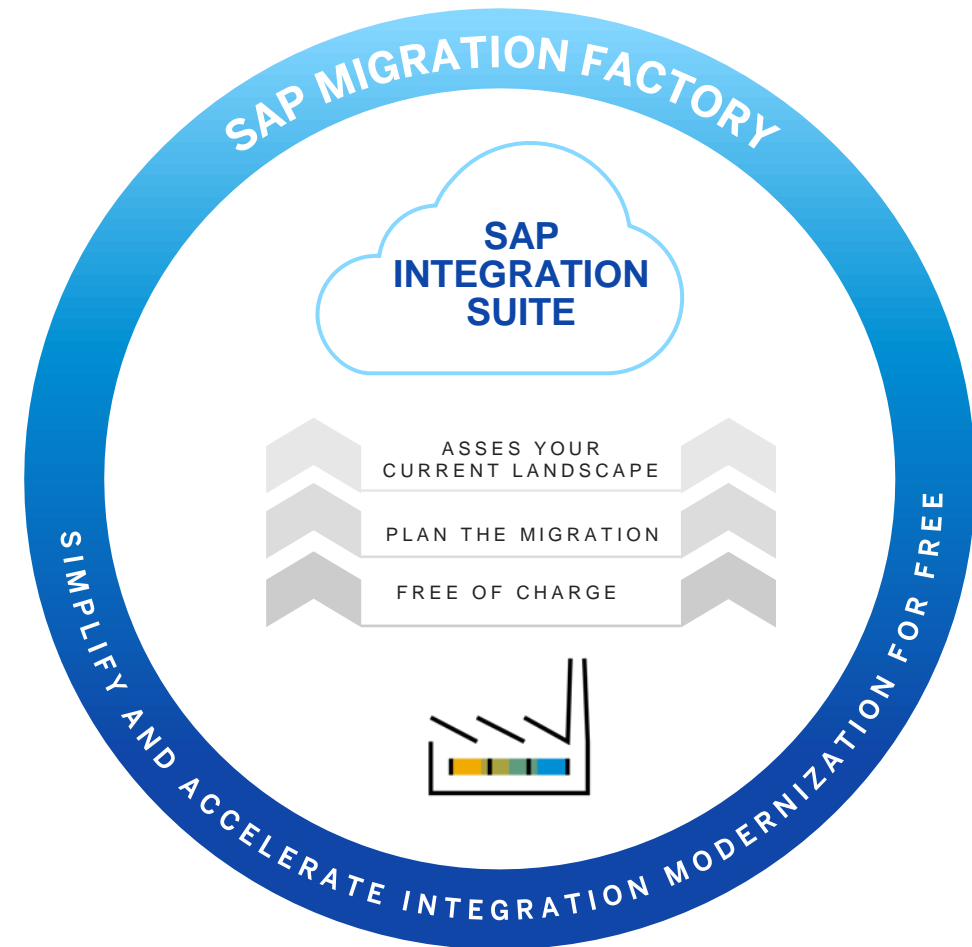 SAP MIGRATION FACTORY
SAP
INTEGRATION
SUITE
ASSES YOUR
CURRENT LANDSCAPE
PLAN THE MIGRATION
FREE OF CHARGE
SIMPLIFY AND ACCELERATE INTEGRATION MODERNIZATION FOR FREE